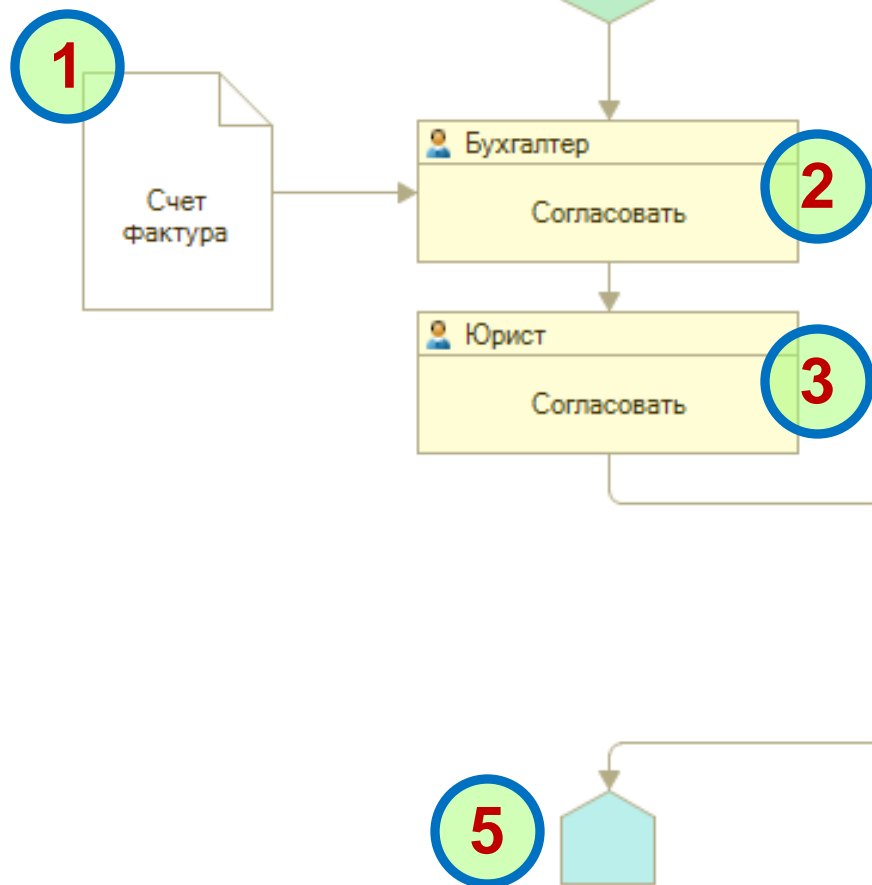 1
Бухгалтер
2
Счет
фактура
Согласовать
Юрист
3
Согласовать
5